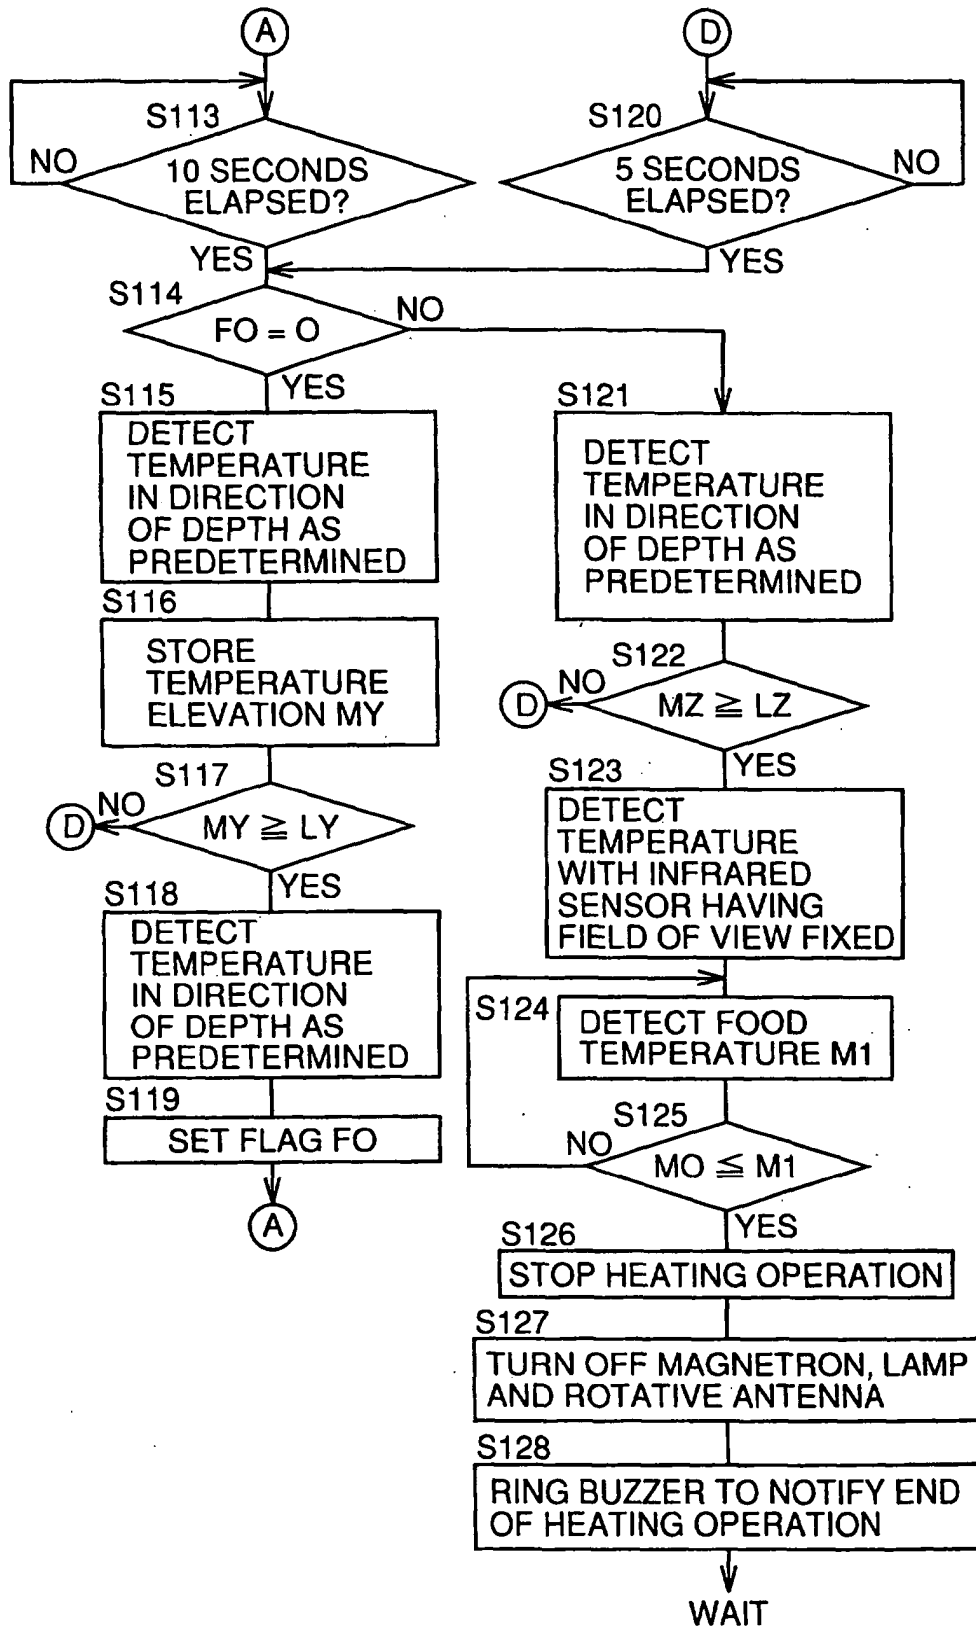 A
S113
NO
10 SECONDS
ELAPSED?
YES
D
S120
5 SECONDS
ELAPSED?
NO
YES
S114
FO = O
NO
YES
S115
DETECT
TEMPERATURE
IN DIRECTION
OF DEPTH AS
PREDETERMINED
S116
STORE
TEMPERATURE
ELEVATION MY
S117
D
NO
MY ≧ LY
YES
S118
DETECT
TEMPERATURE
IN DIRECTION
OF DEPTH AS
PREDETERMINED
S119
SET FLAG FO
A
S121
DETECT
TEMPERATURE
IN DIRECTION
OF DEPTH AS
PREDETERMINED
S122
D
NO
MZ ≧ LZ
YES
S123
DETECT
TEMPERATURE
WITH INFRARED
SENSOR HAVING
FIELD OF VIEW FIXED
S124
DETECT FOOD
TEMPERATURE M1
S125
NO
MO ≦ M1
YES
S126
STOP HEATING OPERATION
S127
TURN OFF MAGNETRON, LAMP
AND ROTATIVE ANTENNA
S128
RING BUZZER TO NOTIFY END
OF HEATING OPERATION
WAIT